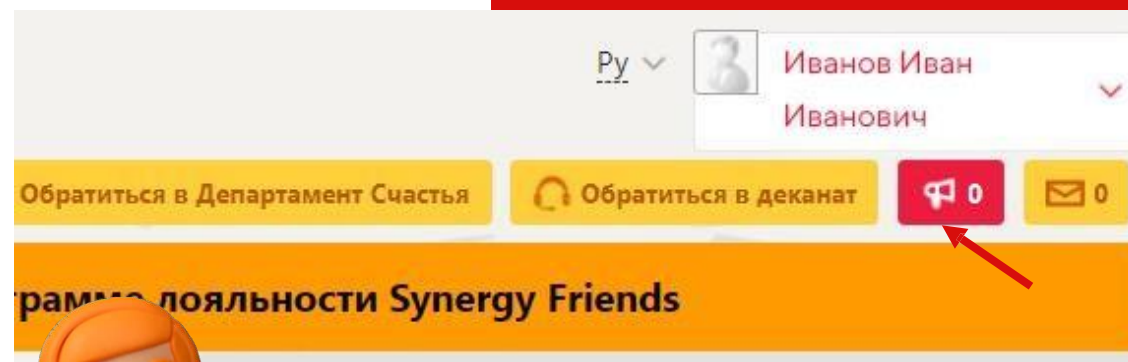 Ру
Иванов Иван
Иванович
Обратиться в Департамент Счастья
Обратиться в деканат
0
0
лояльности Synergy Friends